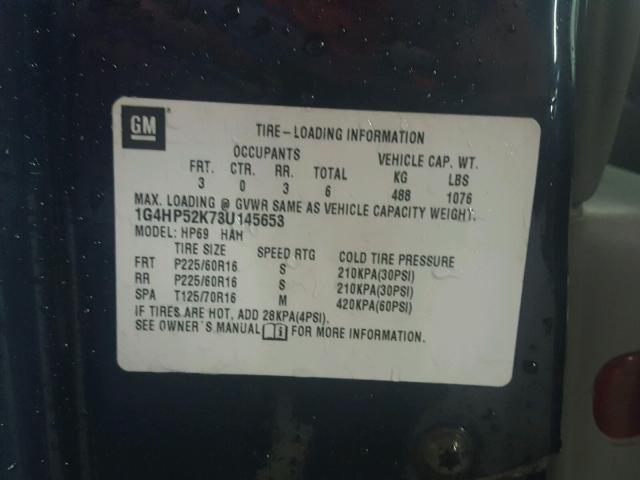 GM
TIRE-LOADING INFORMATION
OCCUPANTS VEHICLE CAP. WT.
FRT. CTR. RR. TOTAL KG LBS
3 0 3 6 488 1076
MAX. LOADING @ GVWR SAME AS VEHICLE CAPACITY WEIGHT.
1G4HP52K73U145653
MODEL: HP69 HAH
TIRE SIZE SPEED RTG COLD TIRE PRESSURE
FRT P225/60R16 S 210KPA(30PSI)
RR P225/60R16 S 210KPA(30PSI)
SPA T125/70R16 M 420KPA(60PSI)
IF TIRES ARE HOT, ADD 28KPA(4PSI).
SEE OWNER'S MANUAL i FOR MORE INFORMATION.